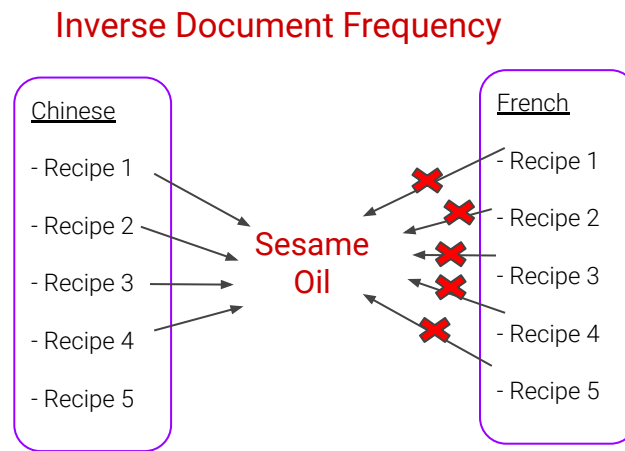 Inverse Document Frequency
Chinese
- Recipe 1
- Recipe 2
- Recipe 3
- Recipe 4
- Recipe 5
Sesame
Oil
French
- Recipe 1
- Recipe 2
- Recipe 3
- Recipe 4
- Recipe 5